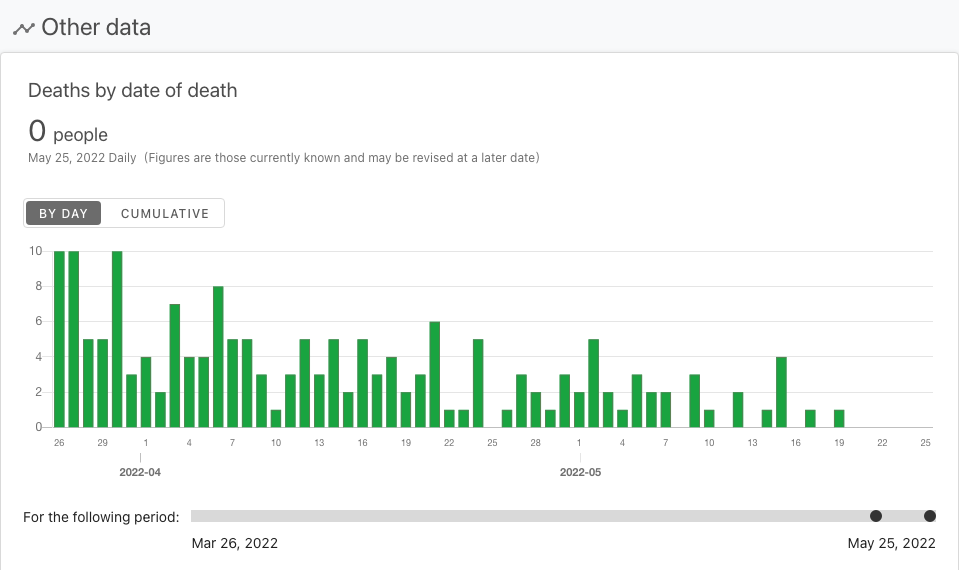 Other data
Deaths by date of death
0 people
May 25, 2022 Daily (Figures are those currently known and may be revised at a later date)
BY DAY CUMULATIVE
10
8
6
4
2
0
26 29 1 4 7 10 13 16 19 22 25 28 1 4 7 10 13 16 19 22 25
2022-04 2022-05
For the following period:
Mar 26, 2022 May 25, 2022